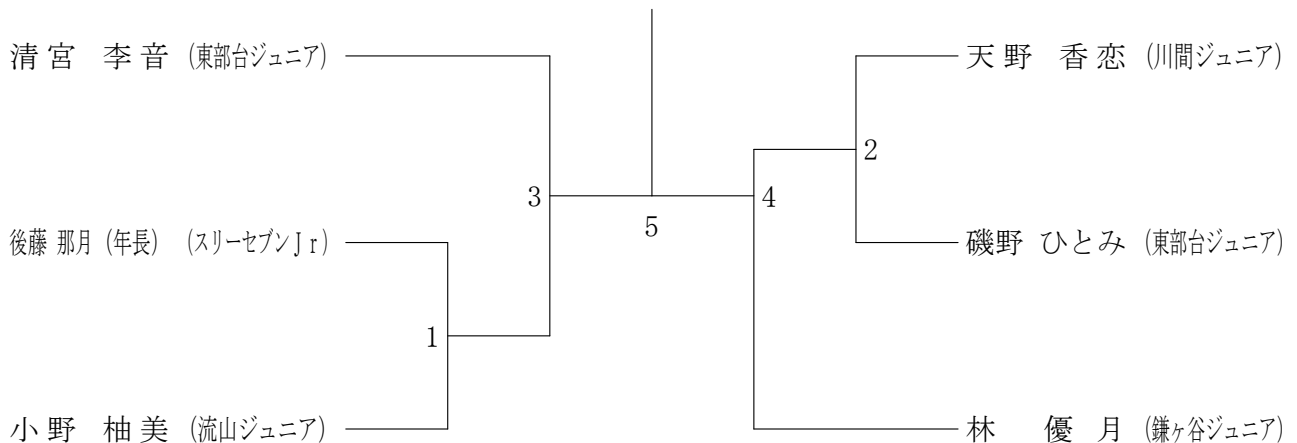 清宮 李音 (東部台ジュニア)
後藤 那月 (年長) (スリーセブンJr)
小野 柚美 (流山ジュニア)
1
3
5
4
2
天野 香恋 (川間ジュニア)
磯野 ひとみ (東部台ジュニア)
林 優月 (鎌ヶ谷ジュニア)